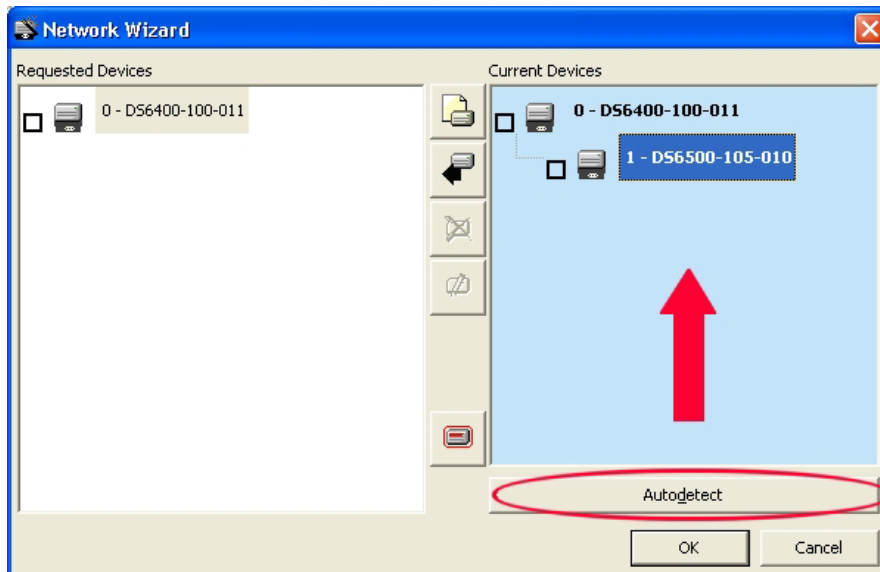 Network Wizard
Requested Devices
Current Devices
0 - DS6400-100-011
0 - DS6400-100-011
1 - DS6500-105-010
Autodetect
OK
Cancel